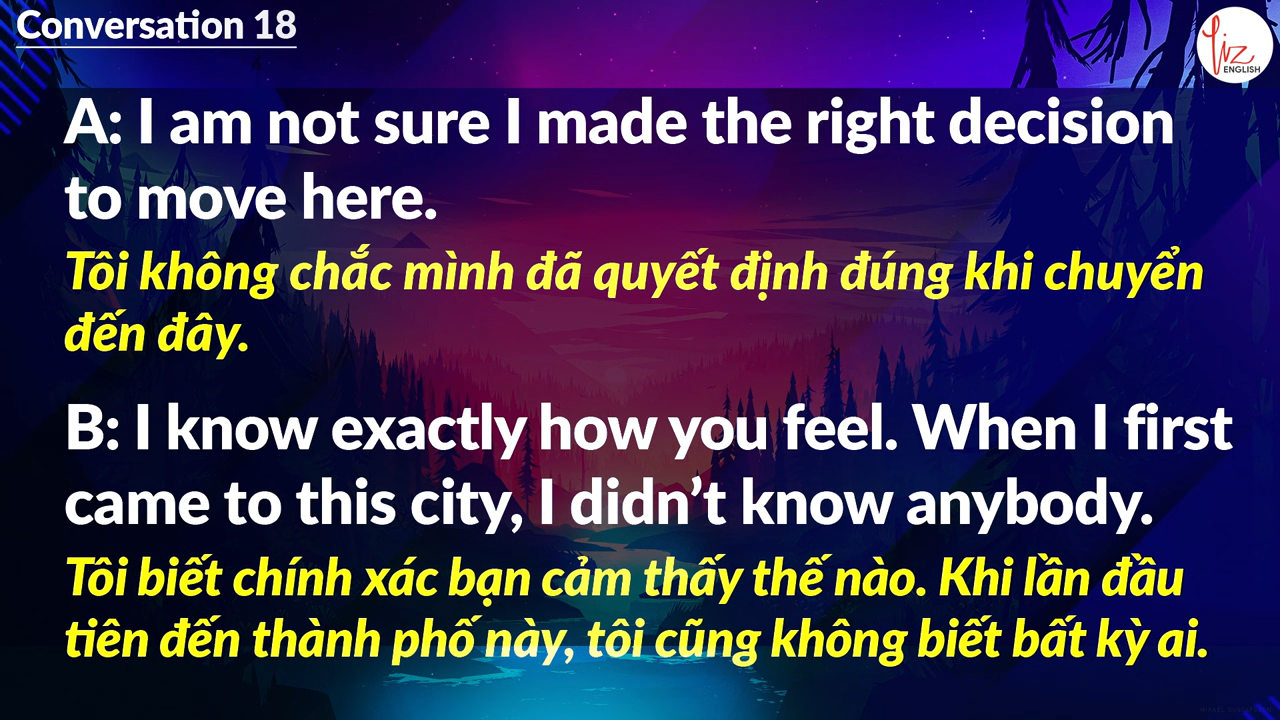 Conversation 18
Liz
ENGLISH
A: I am not sure I made the right decision
to move here.
Tôi không chắc mình đã quyết định đúng khi chuyển
đến đây.
B: I know exactly how you feel. When I first
came to this city, I didn’t know anybody.
Tôi biết chính xác bạn cảm thấy thế nào. Khi lần đầu
tiên đến thành phố này, tôi cũng không biết bất kỳ ai.